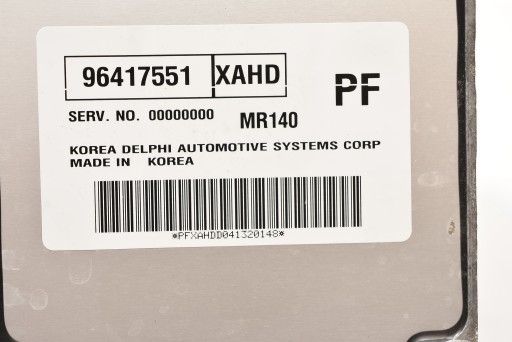 96417551 XAHD
PF
SERV. NO. 00000000 MR140
KOREA DELPHI AUTOMOTIVE SYSTEMS CORP
MADE IN KOREA
*PFXAHDD041320148*